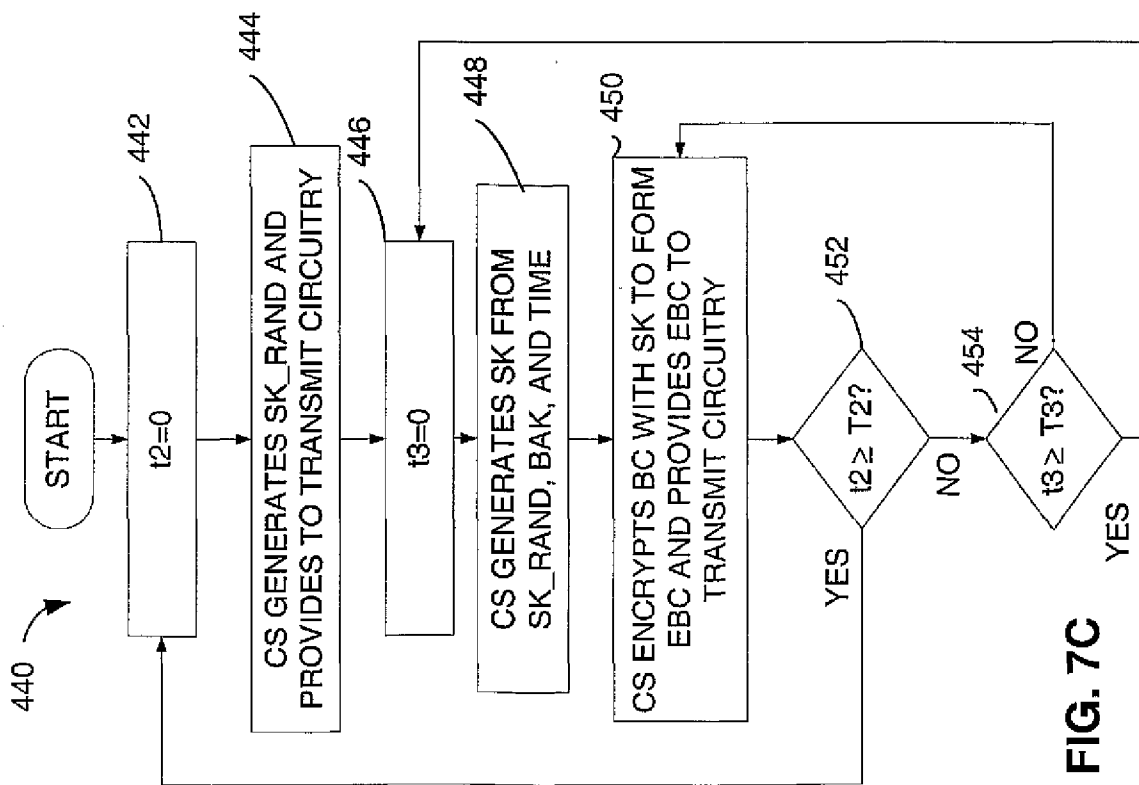 440
START
442
t2=0
444
CS GENERATES SK_RAND AND
PROVIDES TO TRANSMIT CIRCUITRY
446
t3=0
448
CS GENERATES SK FROM
SK_RAND, BAK, AND TIME
450
CS ENCRYPTS BC WITH SK TO FORM
EBC AND PROVIDES EBC TO
TRANSMIT CIRCUITRY
452
t2 ≥ T2?
YES
NO
454
t3 ≥ T3?
NO
YES
FIG. 7C